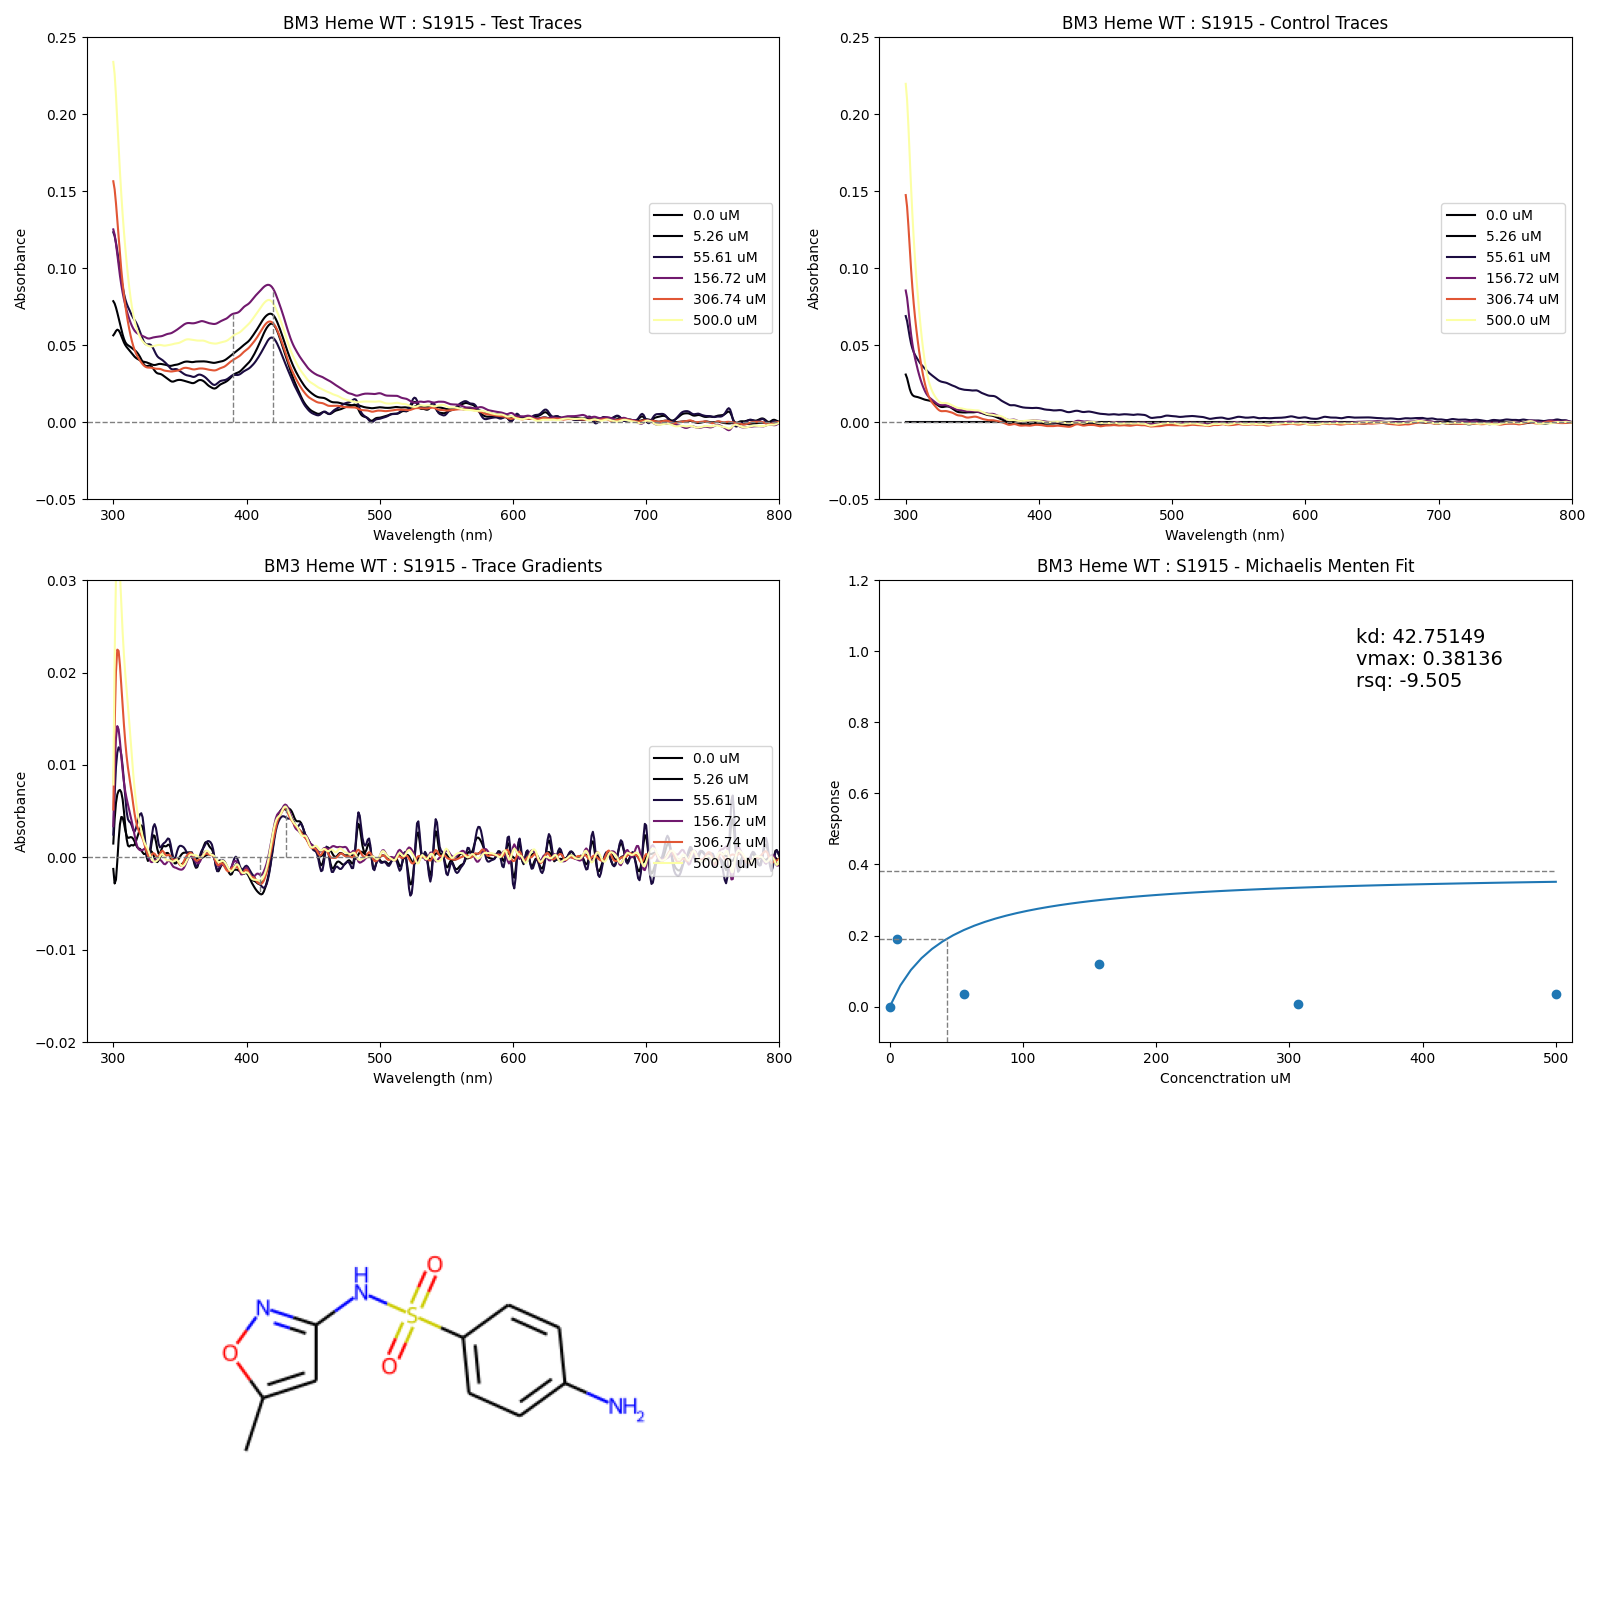 BM3 Heme WT : S1915 - Test Traces
0.25
0.20
0.15
0.10
0.05
0.00
−0.05
Absorbance
300 400 500 600 700 800
Wavelength (nm)
0.0 uM
5.26 uM
55.61 uM
156.72 uM
306.74 uM
500.0 uM
BM3 Heme WT : S1915 - Control Traces
0.25
0.20
0.15
0.10
0.05
0.00
−0.05
Absorbance
300 400 500 600 700 800
Wavelength (nm)
0.0 uM
5.26 uM
55.61 uM
156.72 uM
306.74 uM
500.0 uM
BM3 Heme WT : S1915 - Trace Gradients
0.03
0.02
0.01
0.00
−0.01
−0.02
Absorbance
300 400 500 600 700 800
Wavelength (nm)
0.0 uM
5.26 uM
55.61 uM
156.72 uM
306.74 uM
500.0 uM
BM3 Heme WT : S1915 - Michaelis Menten Fit
1.2
1.0
0.8
0.6
0.4
0.2
0.0
Response
0 100 200 300 400 500
Concenctration uM
kd: 42.75149
vmax: 0.38136
rsq: -9.505
H
N
O
N
S
O
O
NH2